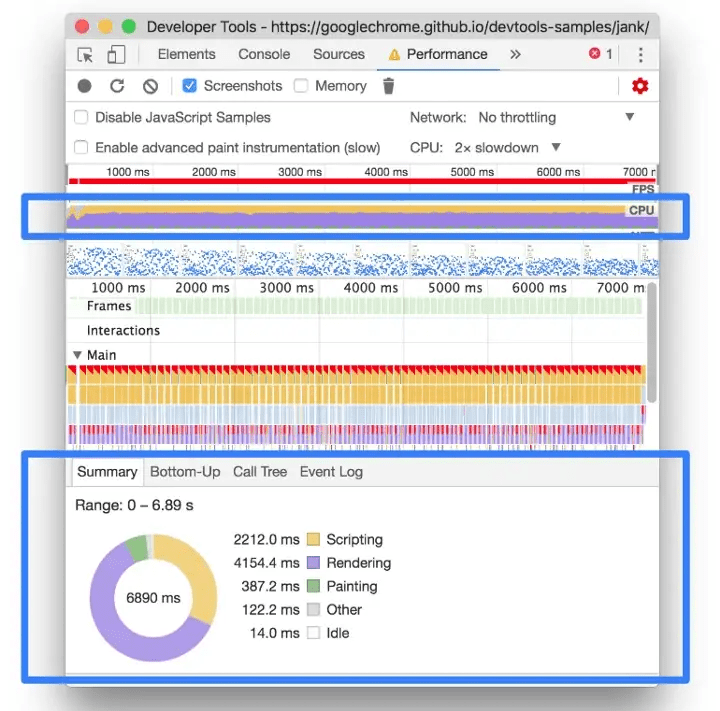 Developer Tools - https://googlechrome.github.io/devtools-samples/jank/
Elements Console Sources Performance » 1
Screenshots Memory
Disable JavaScript Samples Network: No throttling
Enable advanced paint instrumentation (slow) CPU: 2× slowdown
1000 ms 2000 ms 3000 ms 4000 ms 5000 ms 6000 ms 7000 r
FPS
CPU
1000 ms 2000 ms 3000 ms 4000 ms 5000 ms 6000 ms 7000 m
Frames
Interactions
Main
Summary Bottom-Up Call Tree Event Log
Range: 0 – 6.89 s
2212.0 ms Scripting
4154.4 ms Rendering
6890 ms
387.2 ms Painting
122.2 ms Other
14.0 ms Idle